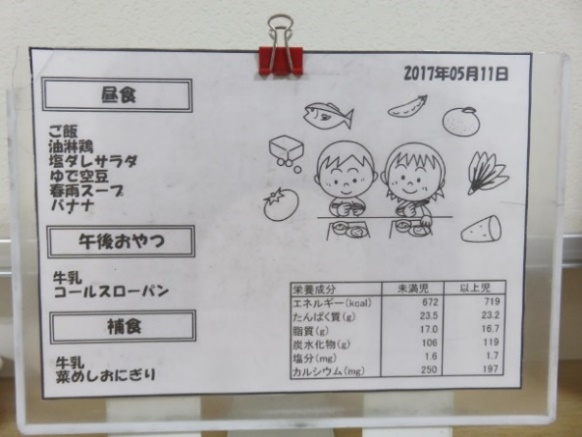 2017年05月11日
昼食
ご飯
油淋鶏
塩ダレサラダ
ゆで空豆
春雨スープ
バナナ
午後おやつ
牛乳
コールスローパン
補食
牛乳
菜めしおにぎり
栄養成分 未満児 以上児
エネルギー(kcal) 672 719
たんぱく質(g) 23.5 23.2
脂質(g) 17.0 16.7
炭水化物(g) 106 119
塩分(mg) 1.6 1.7
カルシウム(mg) 250 197